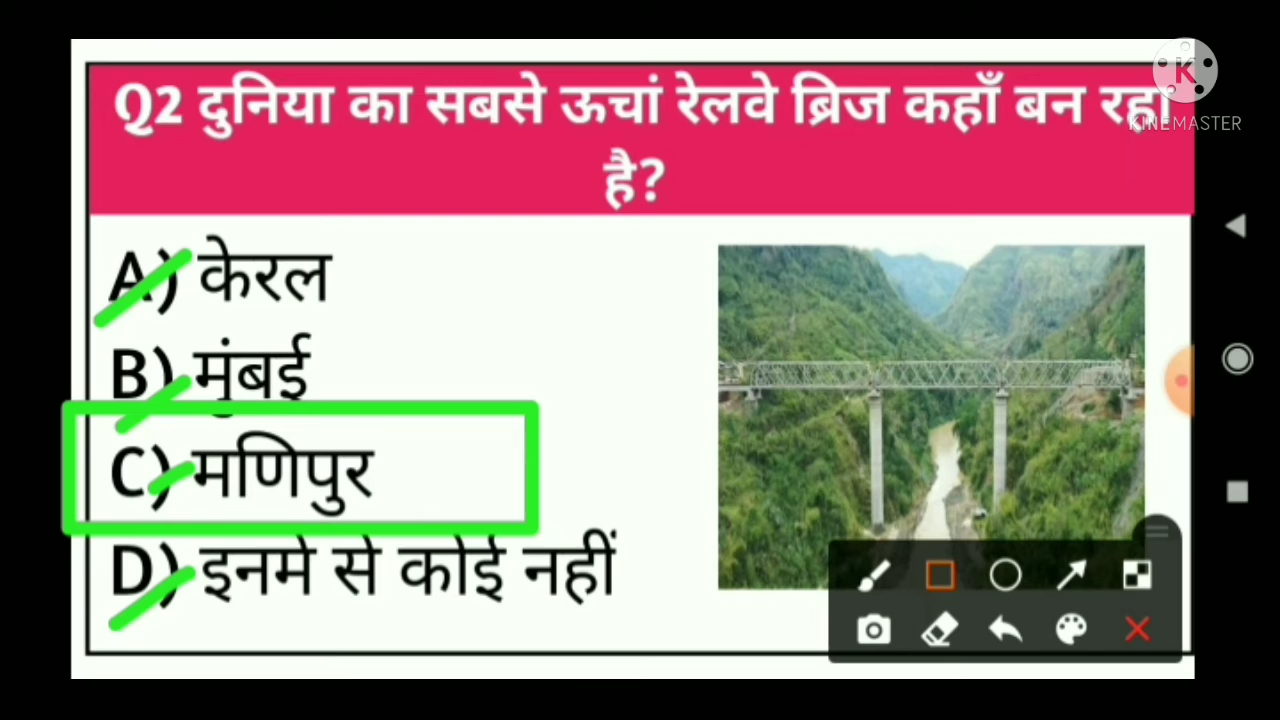 Q2 दुनिया का सबसे ऊचां रेलवे ब्रिज कहाँ बन रहा
है?
A) केरल
B) मुंबई
C) मणिपुर
D) इनमे से कोई नहीं
K
KINEMASTER